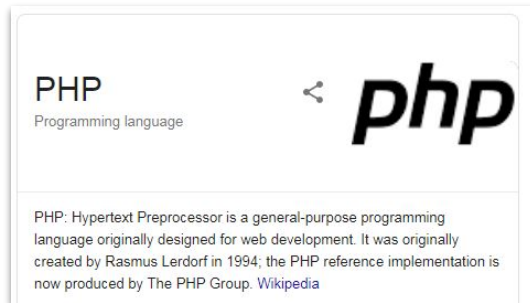 PHP
Programming language
php
PHP: Hypertext Preprocessor is a general-purpose programming
language originally designed for web development. It was originally
created by Rasmus Lerdorf in 1994; the PHP reference implementation is
now produced by The PHP Group. Wikipedia